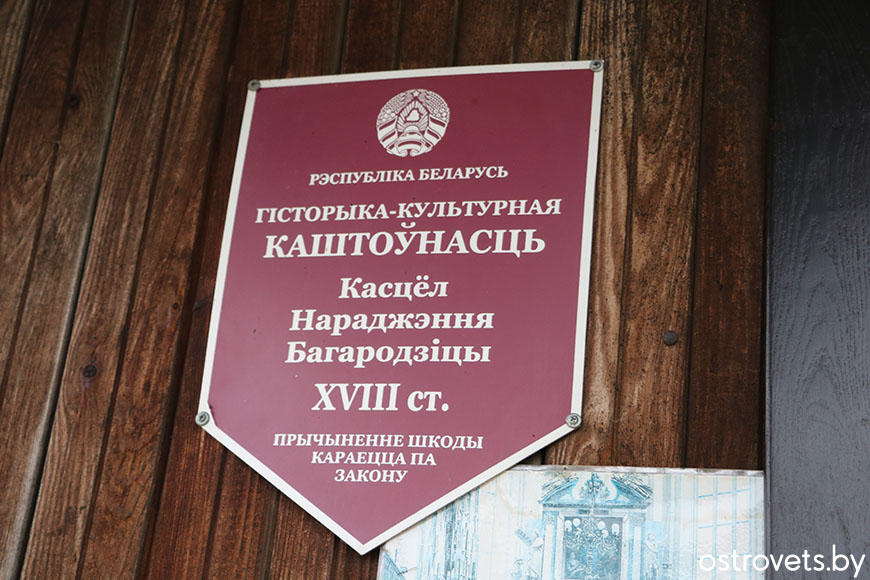 РЭСПУБЛІКА БЕЛАРУСЬ
ГІСТОРЫКА-КУЛЬТУРНАЯ
КАШТОЎНАСЦЬ
Касцёл
Нараджэння
Багародзіцы
XVIII ст.
ПРЫЧЫНЕННЕ ШКОДЫ
КАРАЕЦЦА ПА
ЗАКОНУ
ostrovets.by